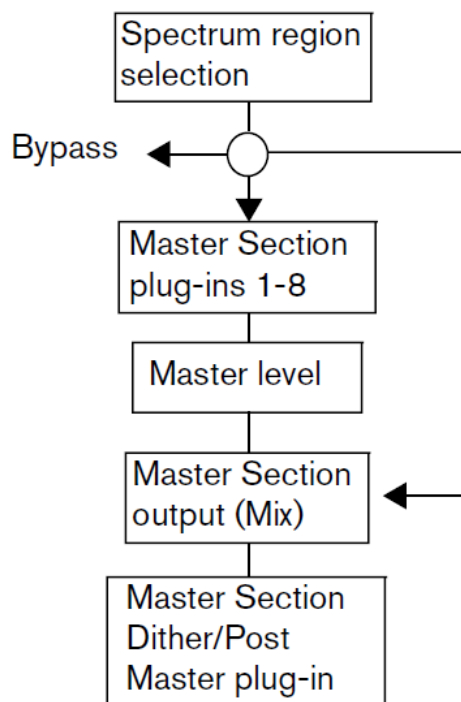 Spectrum region
selection
Bypass
Master Section
plug-ins 1-8
Master level
Master Section
output (Mix)
Master Section
Dither/Post
Master plug-in